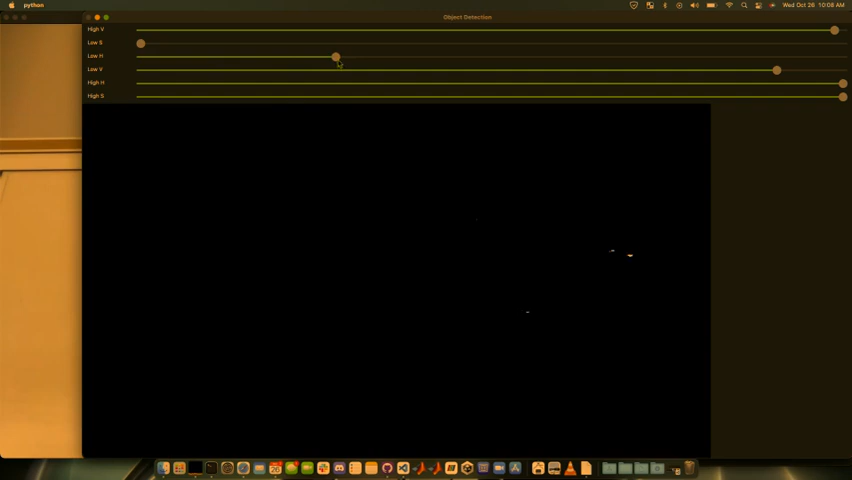 python
Wed Oct 26 10:08 AM
Object Detection
High V
Low S
Low H
Low V
High H
High S